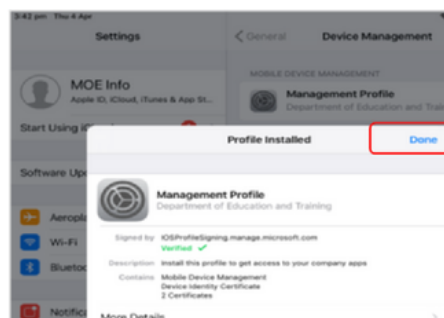 3:42 pm Thu 4 Apr
Settings
General
Device Management
MOE Info
Apple ID, iCloud, iTunes & App St...
MOBILE DEVICE MANAGEMENT
Management Profile
Department of Education and Train
Start Using
Profile Installed
Done
Software Upd
Management Profile
Department of Education and Training
Signed by IOSProfileSigning.manage.microsoft.com
Verified
Description Install this profile to get access to your company apps
Contains Mobile Device Management
Device Identity Certificate
2 Certificates
More Details
Aeropla
Wi-Fi
Bluetoo
Notifica